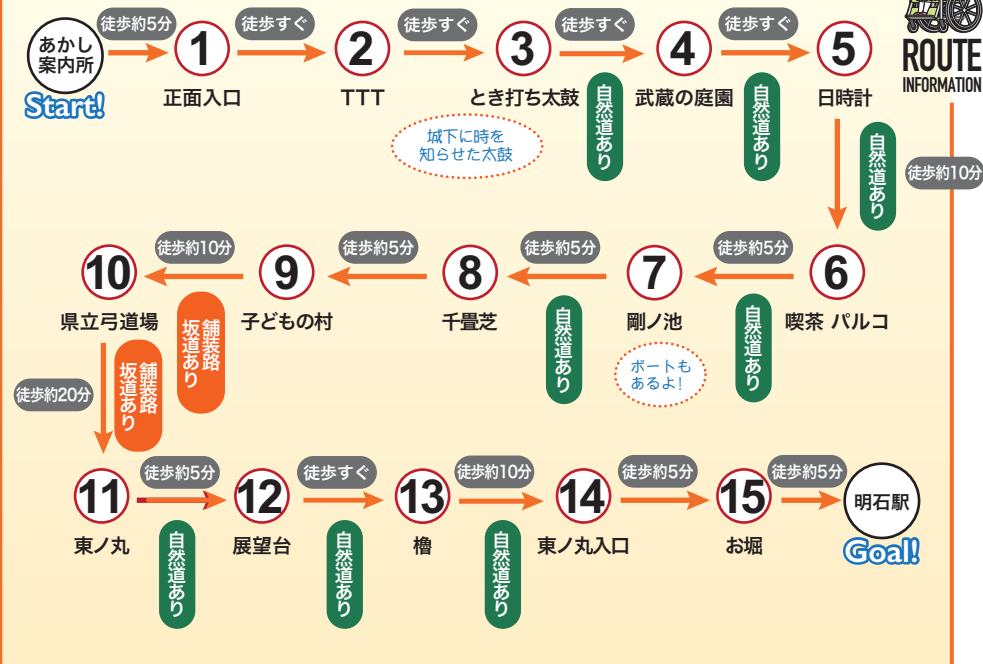 ROUTE
INFORMATION
あかし
案内所
Start!
徒歩約5分
1
正面入口
徒歩すぐ
2
TTT
徒歩すぐ
3
とき打ち太鼓
城下に時を
知らせた太鼓
徒歩すぐ
自然道あり
4
武蔵の庭園
徒歩すぐ
自然道あり
5
日時計
自然道あり
徒歩約10分
6
喫茶 パルコ
徒歩約5分
自然道あり
7
剛ノ池
ボートも
あるよ!
徒歩約5分
自然道あり
8
千畳芝
徒歩約5分
9
子どもの村
徒歩約10分
舗装路
坂道あり
10
県立弓道場
徒歩約20分
舗装路
坂道あり
11
東ノ丸
徒歩約5分
自然道あり
12
展望台
徒歩すぐ
自然道あり
13
櫓
徒歩約10分
自然道あり
14
東ノ丸入口
徒歩約5分
15
お堀
徒歩約5分
明石駅
Goal!